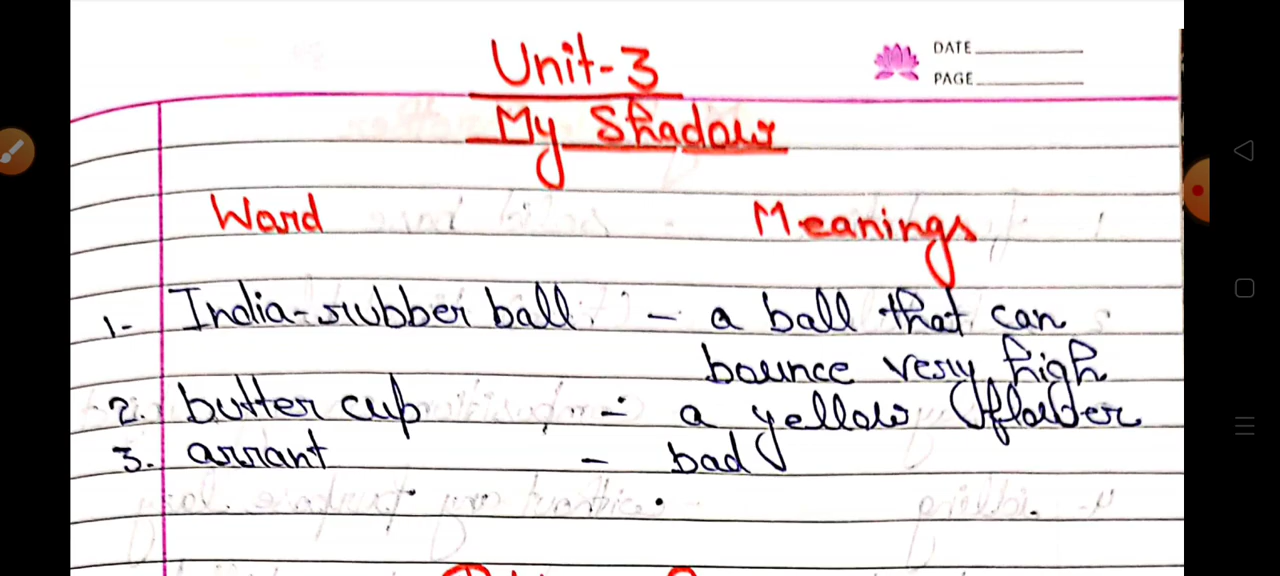 DATE
PAGE
Unit-3
My Shadow
Word Meanings
1- India-rubber ball. - a ball that can
bounce very high
2. butter cup - a yellow flower
3. arrant - bad